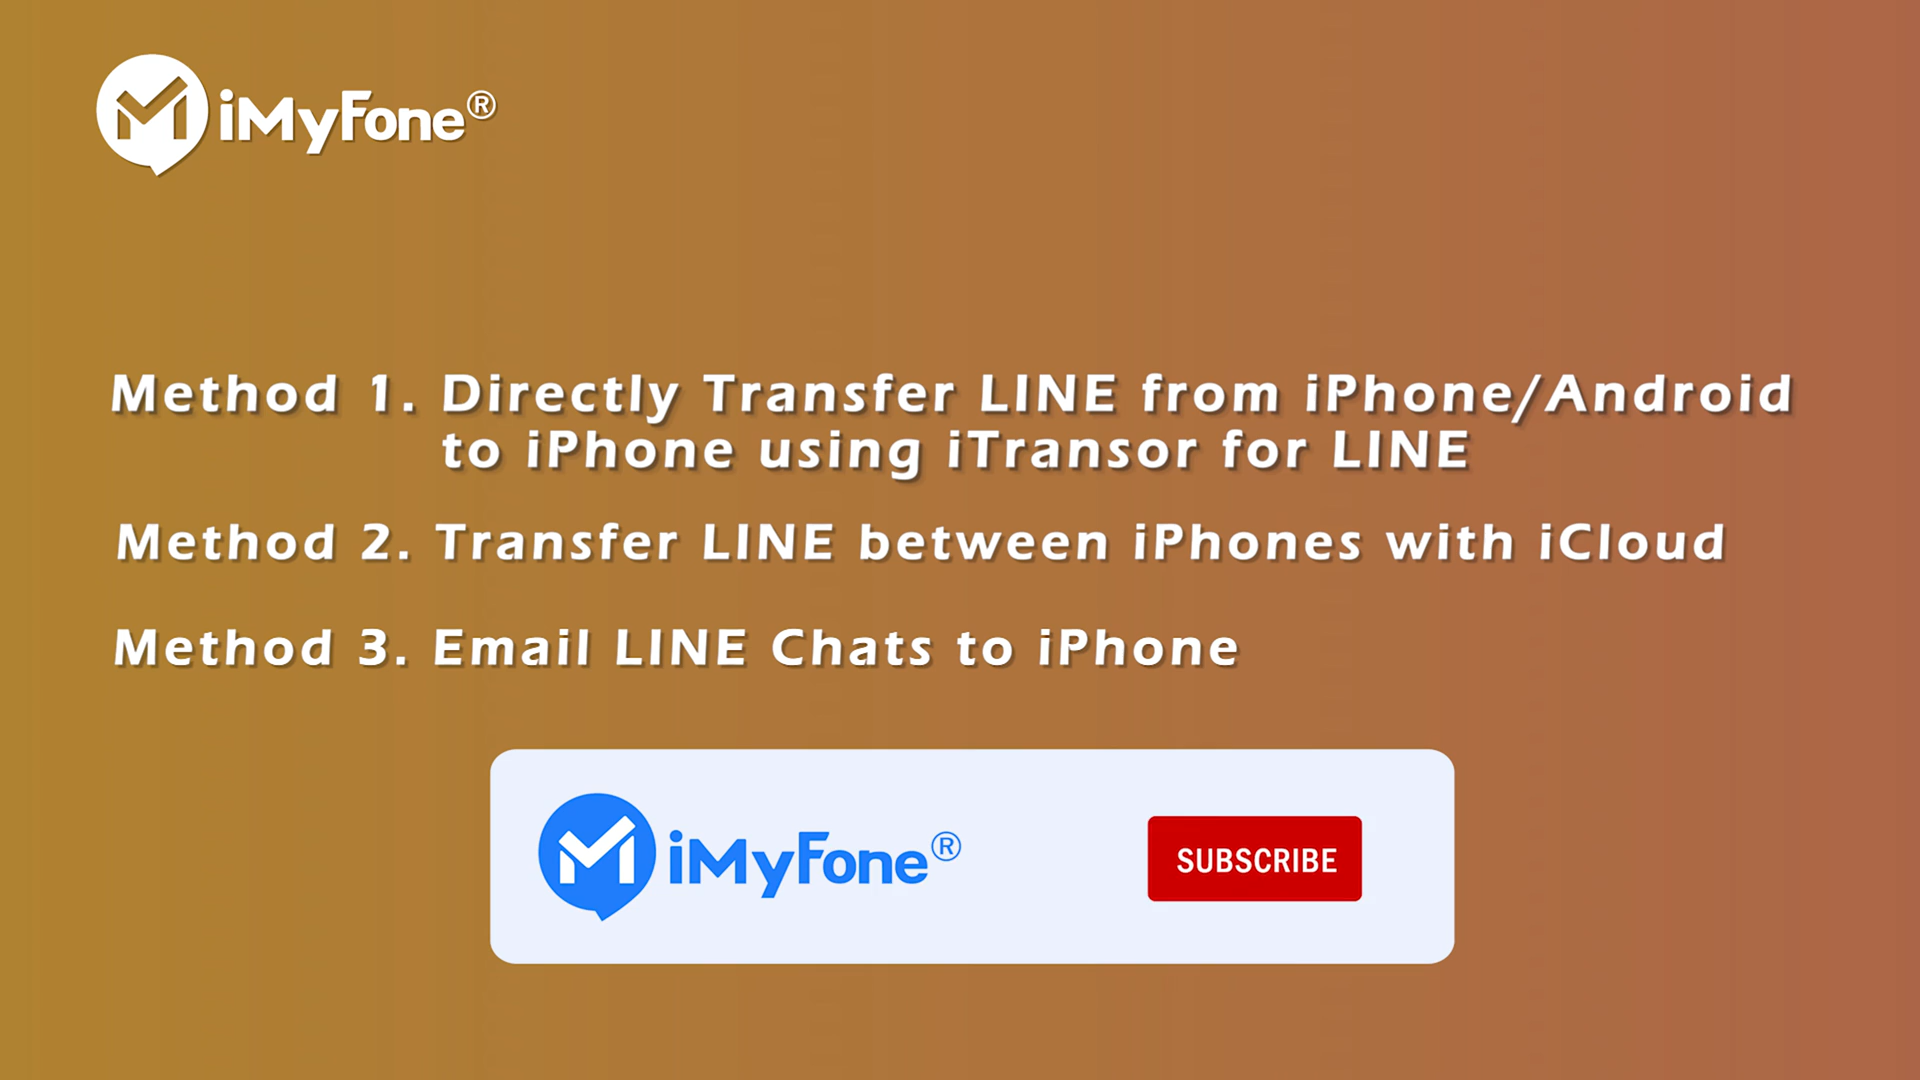 iMyFone®
Method 1. Directly Transfer LINE from iPhone/Android
to iPhone using iTransor for LINE
Method 2. Transfer LINE between iPhones with iCloud
Method 3. Email LINE Chats to iPhone
iMyFone®
SUBSCRIBE